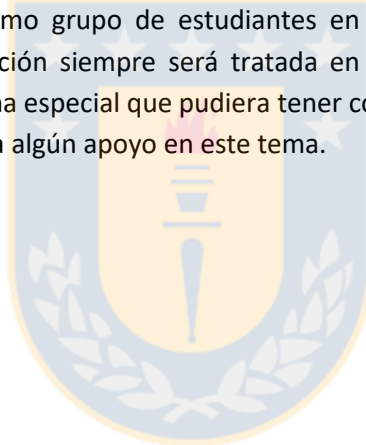 mo grupo de estudiantes en
ción siempre será tratada en
na especial que pudiera tener co
a algún apoyo en este tema.